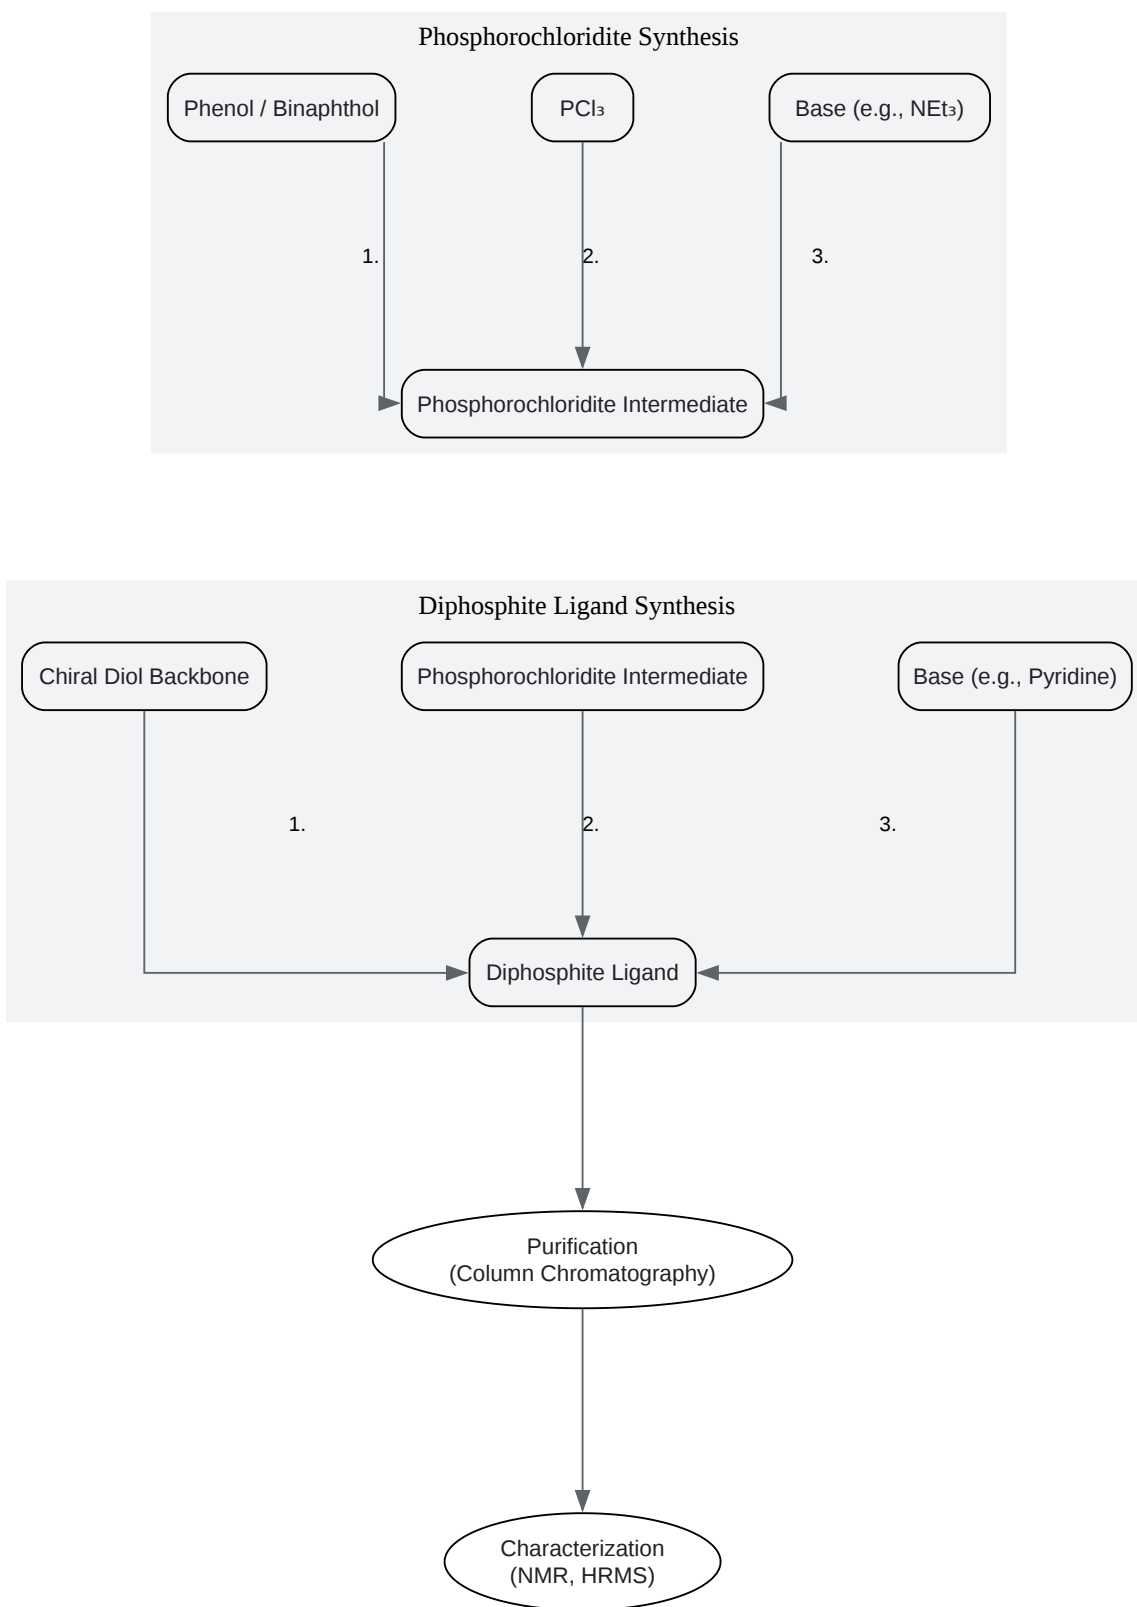 Phosphorochloridite Synthesis
Phenol / Binaphthol
PCl₃
Base (e.g., NEt₃)
1.
2.
3.
Phosphorochloridite Intermediate
Diphosphite Ligand Synthesis
Chiral Diol Backbone
Phosphorochloridite Intermediate
Base (e.g., Pyridine)
1.
2.
3.
Diphosphite Ligand
Purification
(Column Chromatography)
Characterization
(NMR, HRMS)